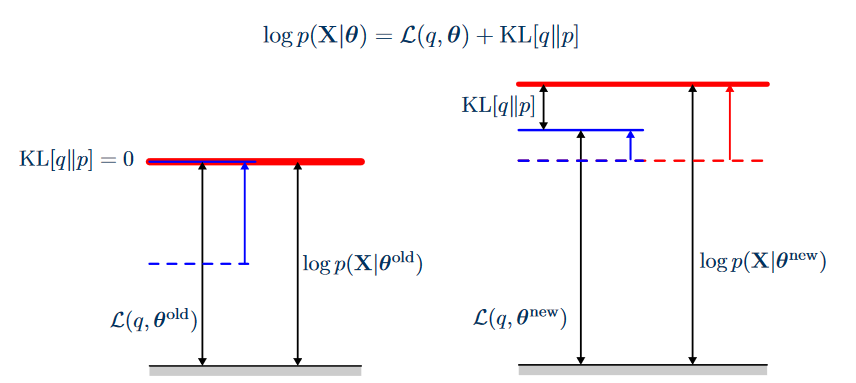 log p(X|θ) = ℒ(q, θ) + KL[q‖p]
KL[q‖p] = 0
log p(X|θ^old)
ℒ(q, θ^old)
KL[q‖p]
log p(X|θ^new)
ℒ(q, θ^new)